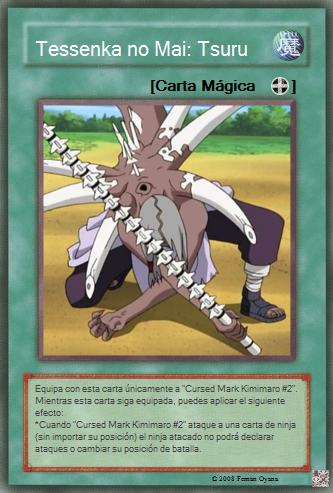 Tessenka no Mai: Tsuru
魔
[Carta Mágica ]
Equipa con esta carta únicamente a "Cursed Mark Kimimaro #2".
Mientras esta carta siga equipada, puedes aplicar el siguiente
efecto:
*Cuando "Cursed Mark Kimimaro #2" ataque a una carta de ninja
(sin importar su posición) el ninja atacado no podrá declarar
ataques o cambiar su posición de batalla.
© 2008 Fernan Oyana